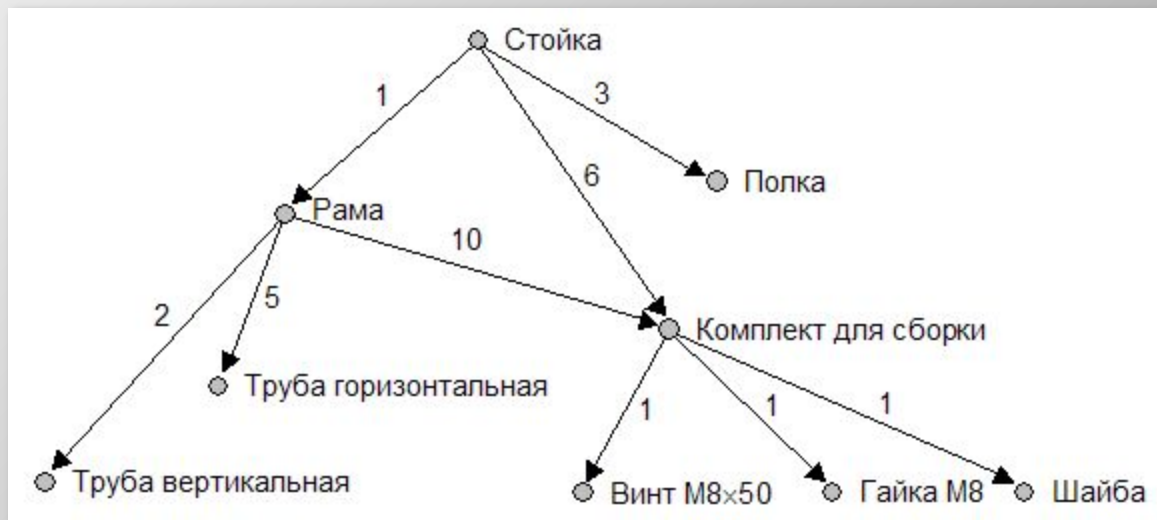 Стойка
1
3
6
Полка
Рама
10
2
5
Комплект для сборки
Труба горизонтальная
1
1
1
Труба вертикальная
Винт М8×50
Гайка М8
Шайба